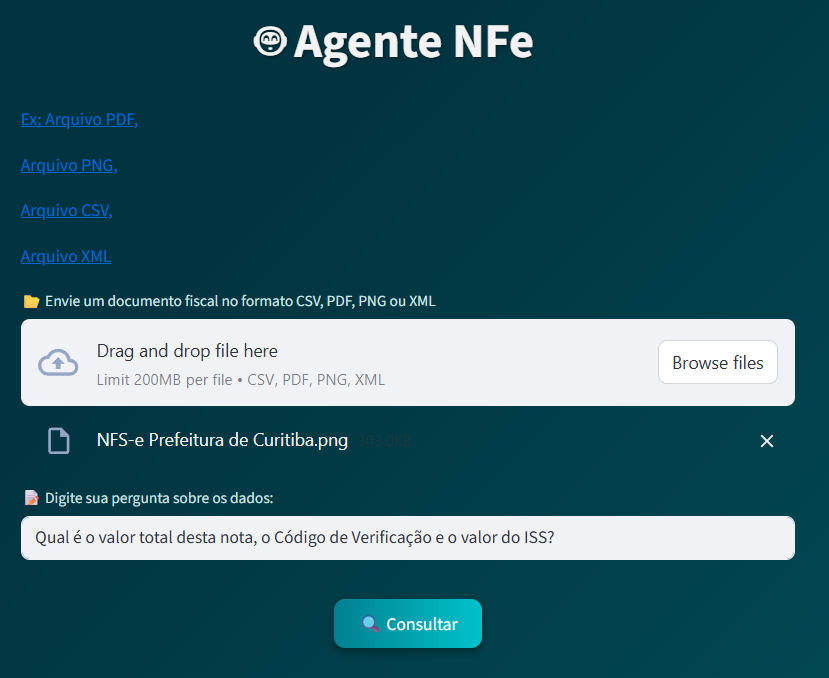 Agente NFe
Ex: Arquivo PDF,
Arquivo PNG,
Arquivo CSV,
Arquivo XML
Envie um documento fiscal no formato CSV, PDF, PNG ou XML
Drag and drop file here
Limit 200MB per file • CSV, PDF, PNG, XML
Browse files
NFS-e Prefeitura de Curitiba.png
Digite sua pergunta sobre os dados:
Qual é o valor total desta nota, o Código de Verificação e o valor do ISS?
Consultar